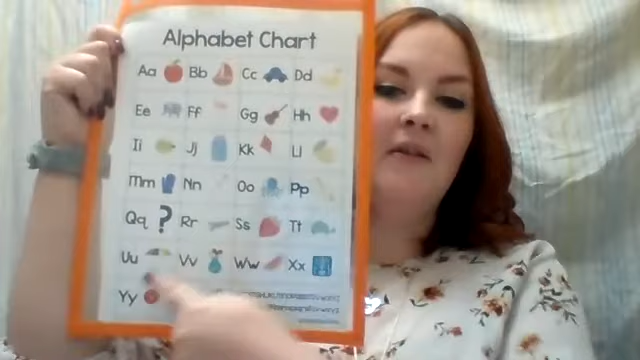 Alphabet Chart
Aa Bb Cc Dd
Ee Ff Gg Hh
Ii Jj Kk Ll
Mm Nn Oo Pp
Qq ? Rr Ss Tt
Uu Vv Ww Xx
Yy